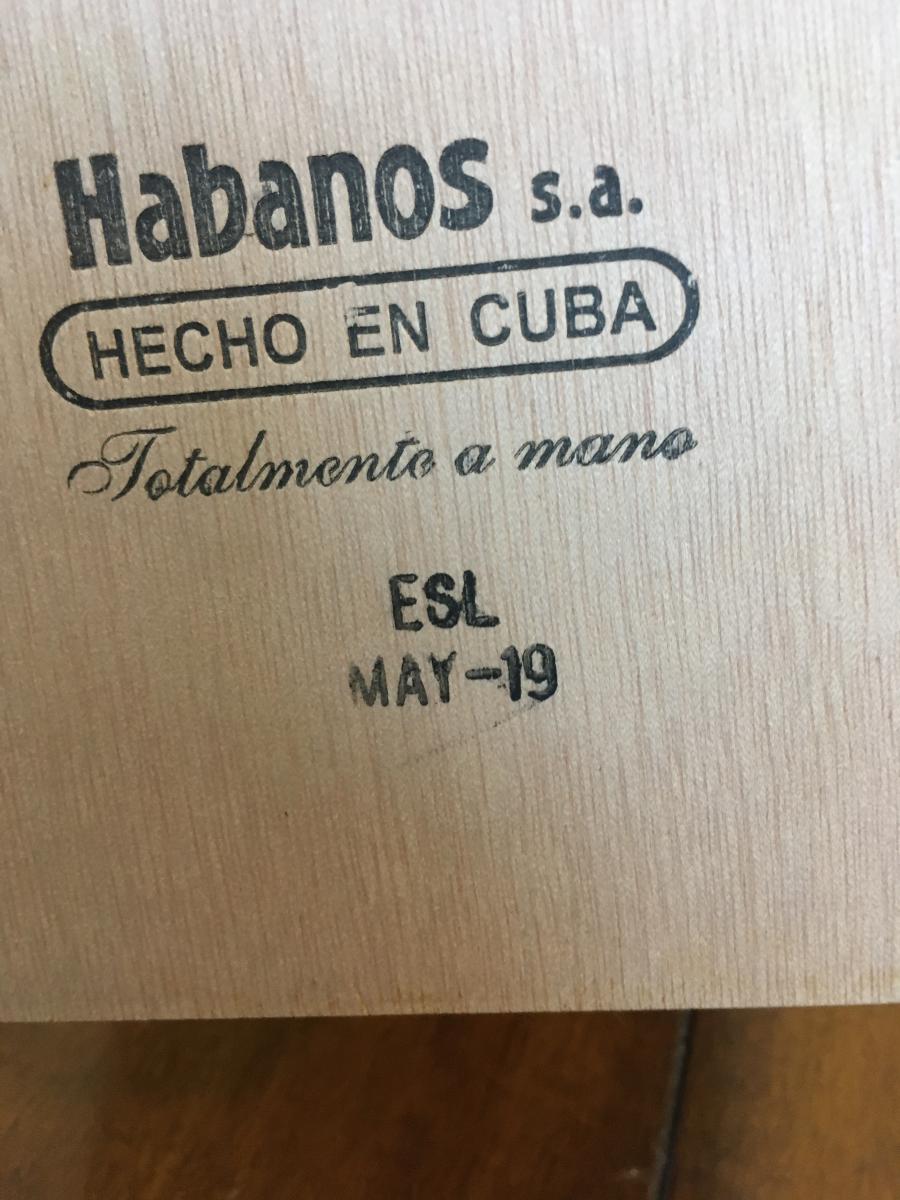 Habanos s.a.
HECHO EN CUBA
Totalmente a mano
ESL
MAY-19